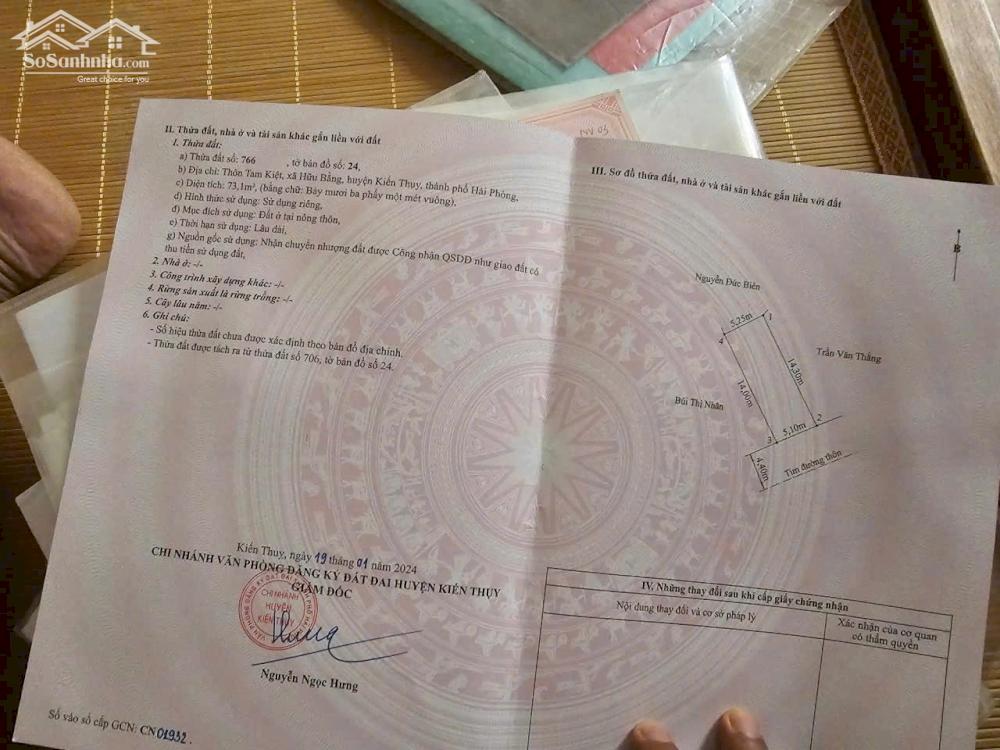 SoSanhnha.com
Great choice for you
II. Thửa đất, nhà ở và tài sản khác gắn liền với đất
1. Thửa đất:
a) Thửa đất số: 766 , tờ bản đồ số: 24,
b) Địa chỉ: Thôn Tam Kiệt, xã Hữu Bằng, huyện Kiến Thụy, thành phố Hải Phòng,
c) Diện tích: 73,1m², (bằng chữ: Bảy mươi ba phẩy một mét vuông),
d) Hình thức sử dụng: Sử dụng riêng,
đ) Mục đích sử dụng: Đất ở tại nông thôn,
e) Thời hạn sử dụng: Lâu dài,
g) Nguồn gốc sử dụng: Nhận chuyển nhượng đất được Công nhận QSDĐ như giao đất có
thu tiền sử dụng đất,
2. Nhà ở: -/-
3. Công trình xây dựng khác: -/-
4. Rừng sản xuất là rừng trồng: -/-
5. Cây lâu năm: -/-
6. Ghi chú:
- Số hiệu thửa đất chưa được xác định theo bản đồ địa chính.
- Thửa đất được tách ra từ thửa đất số 706, tờ bản đồ số 24.
Kiến Thụy, ngày 19 tháng 01 năm 2024
CHI NHÁNH VĂN PHÒNG ĐĂNG KÝ ĐẤT ĐAI HUYỆN KIẾN THỤY
GIÁM ĐỐC
CHI NHÁNH
HUYỆN
KIẾN THỤY
Nguyễn Ngọc Hưng
Số vào sổ cấp GCN: CN01932.
III. Sơ đồ thửa đất, nhà ở và tài sản khác gắn liền với đất
B
Nguyễn Đức Biên
5,25m
1
4
Trần Văn Thắng
14,30m
14,00m
Bùi Thị Nhân
2
5,10m
3
4,40m
Tim đường thôn
IV. Những thay đổi sau khi cấp giấy chứng nhận
Nội dung thay đổi và cơ sở pháp lý
Xác nhận của cơ quan
có thẩm quyền